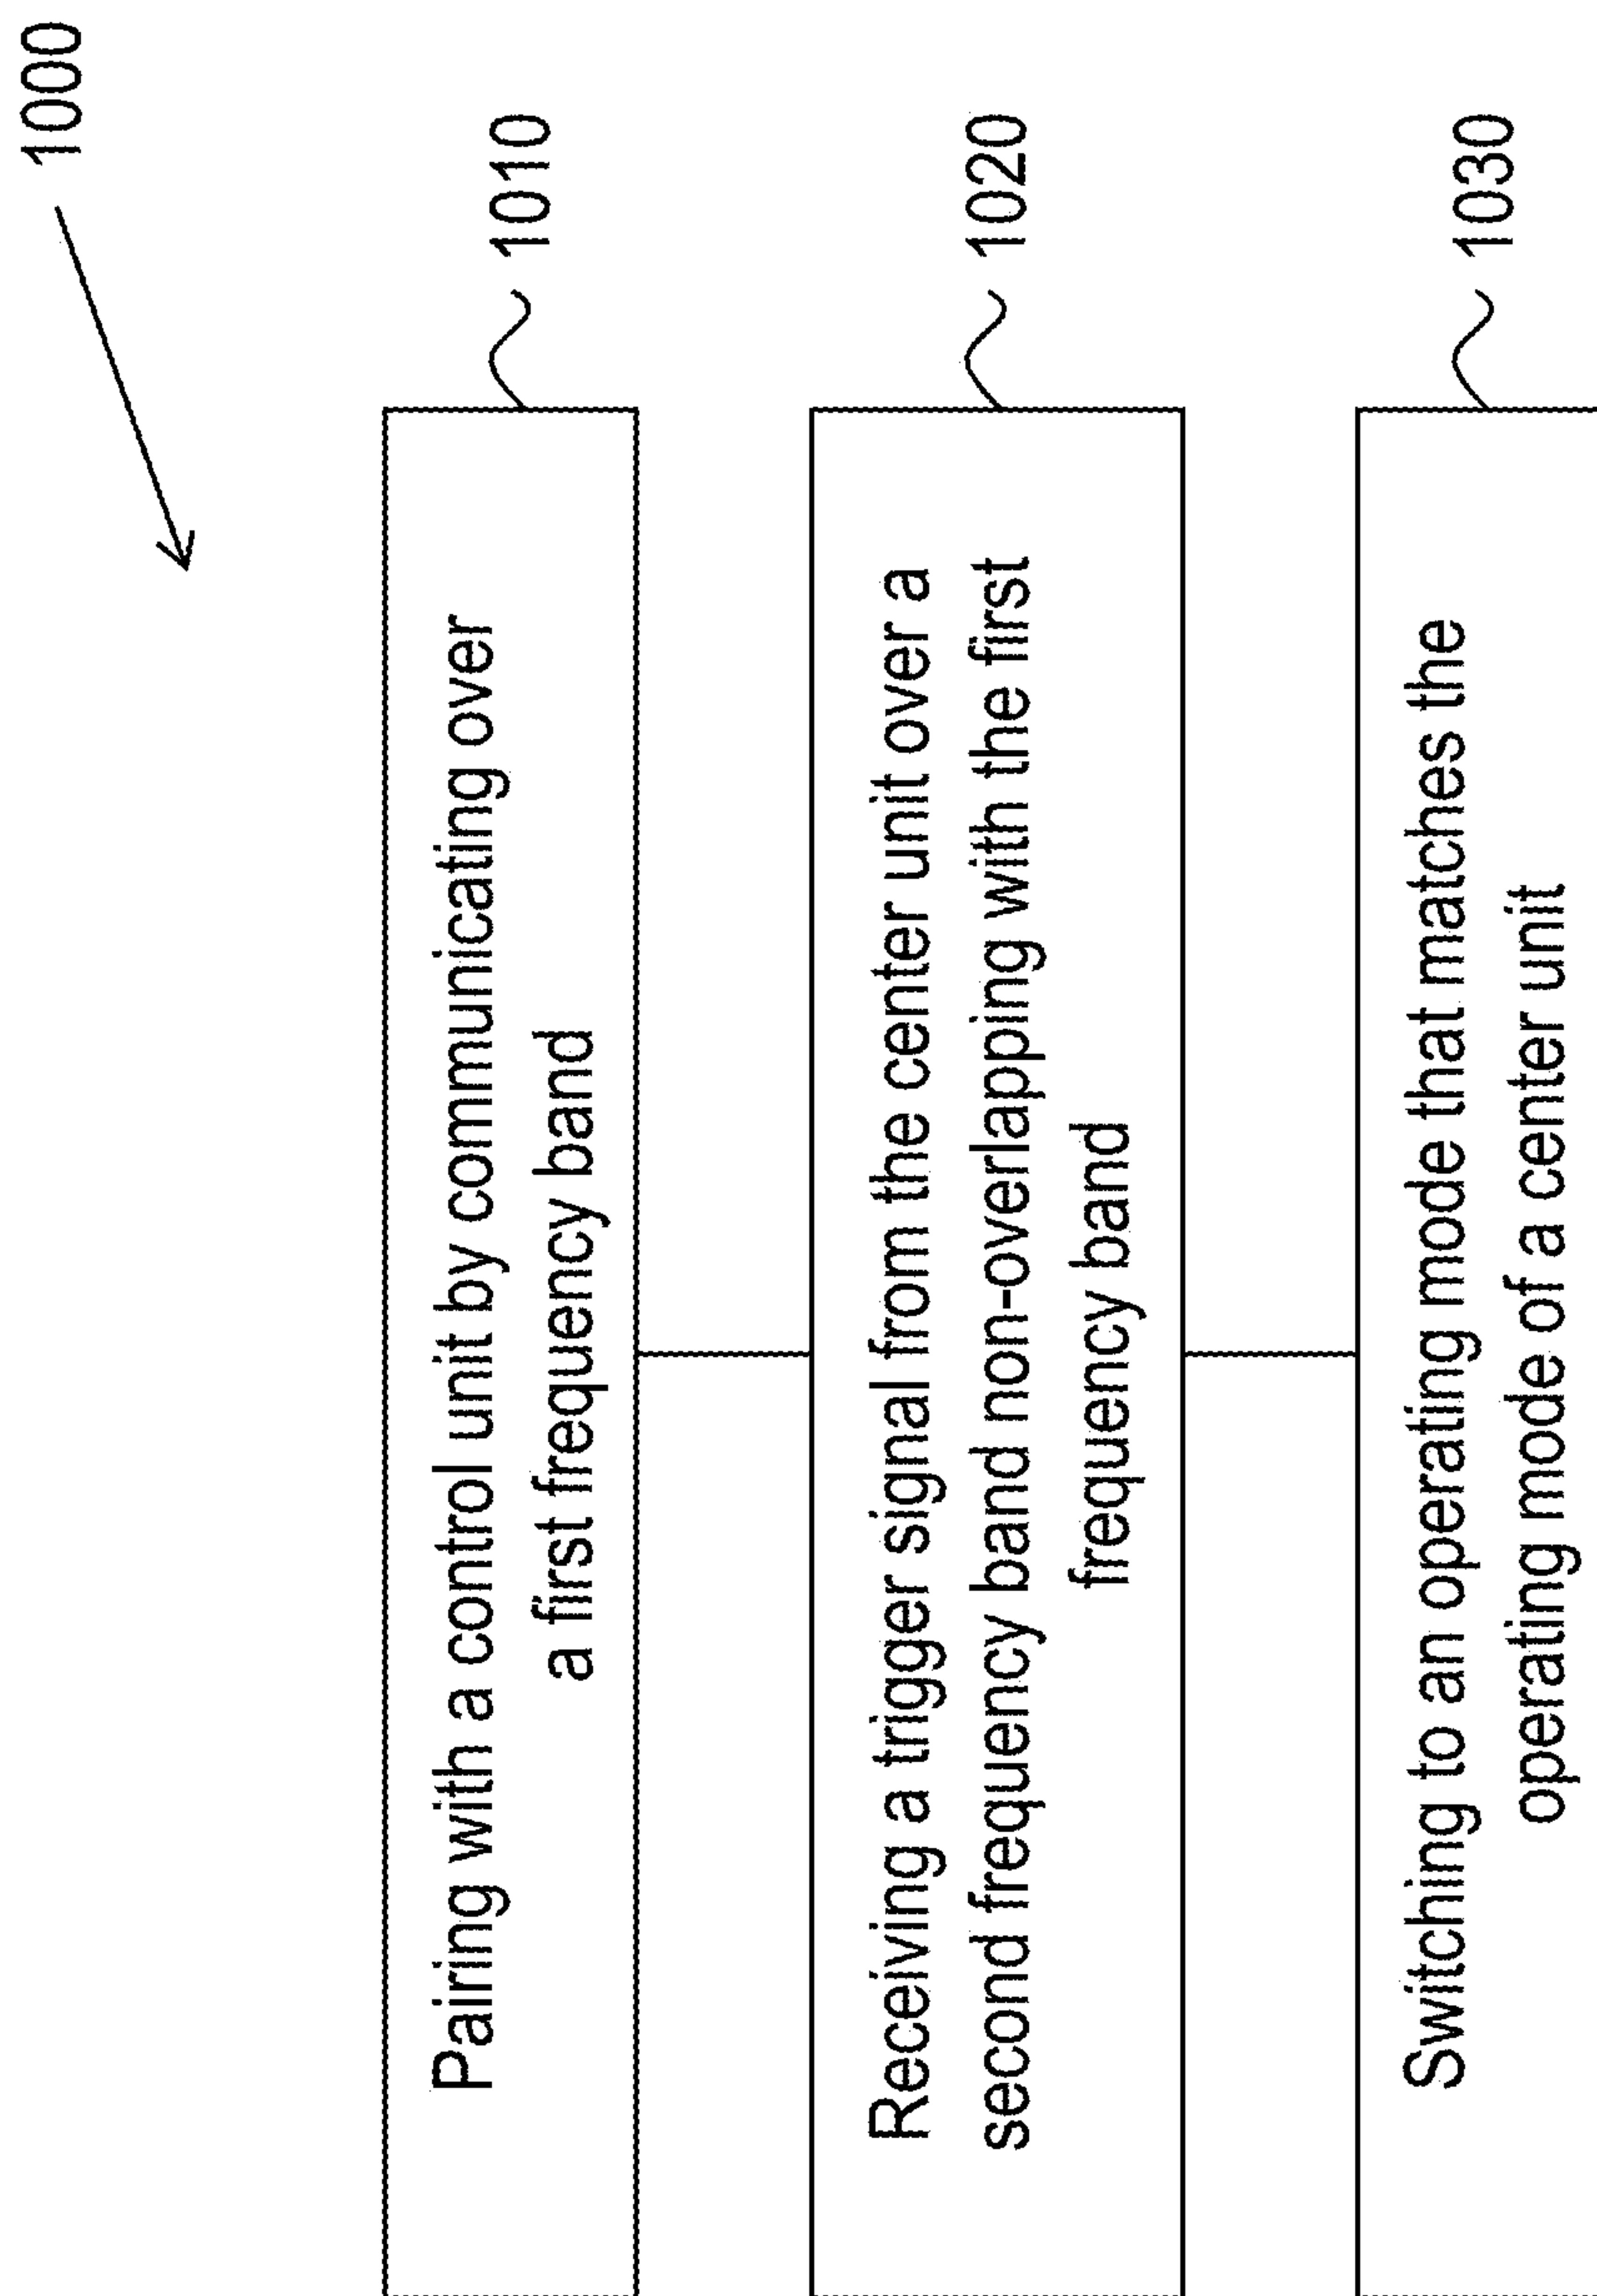 1000
Pairing with a control unit by communicating over
a first frequency band
1010
Receiving a trigger signal from the center unit over a
second frequency band non-overlapping with the first
frequency band
1020
Switching to an operating mode that matches the
operating mode of a center unit
1030